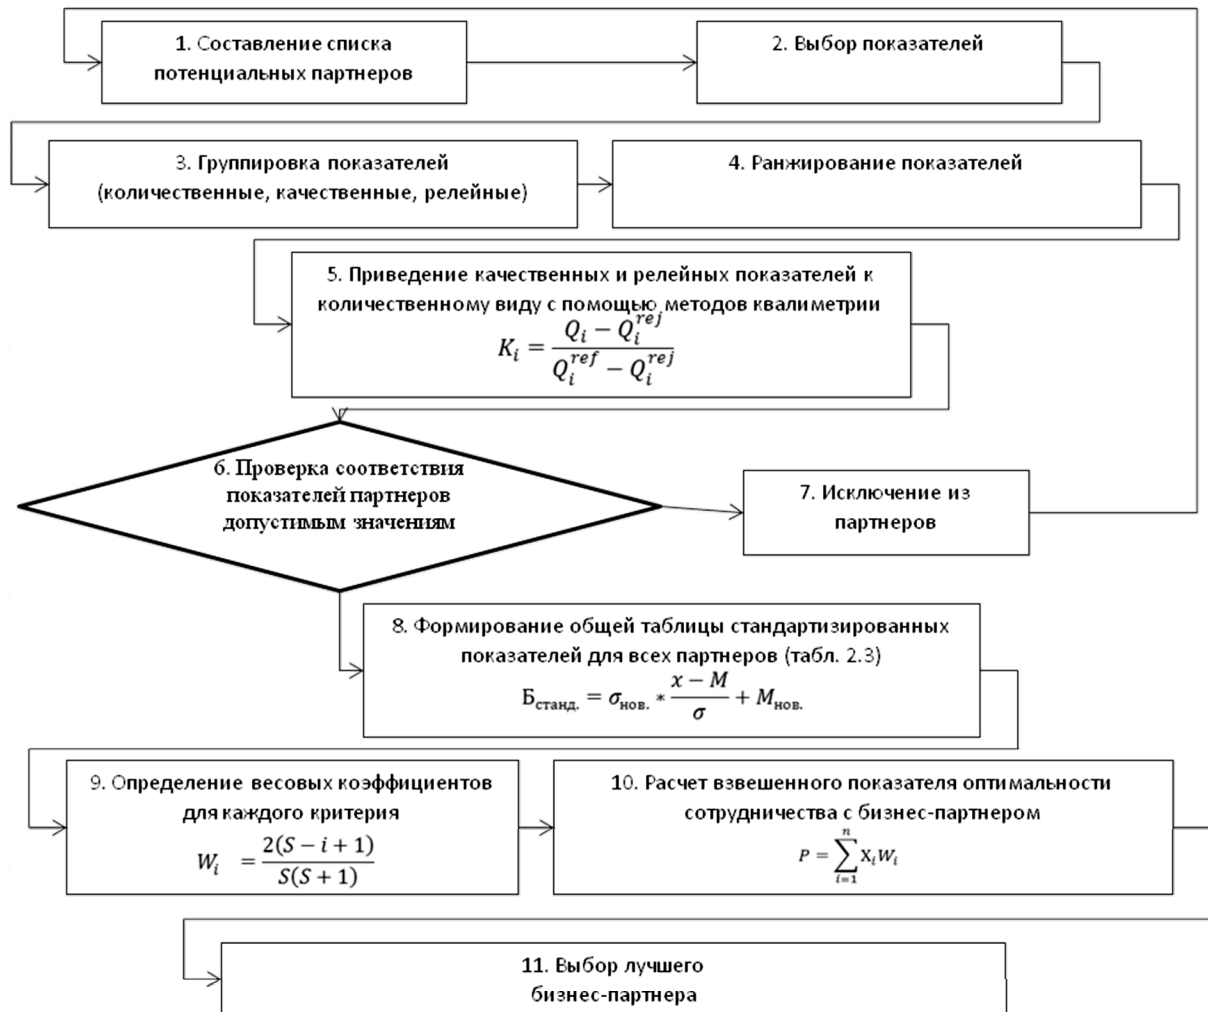 1. Составление списка
потенциальных партнеров
2. Выбор показателей
3. Группировка показателей
(количественные, качественные, релейные)
4. Ранжирование показателей
5. Приведение качественных и релейных показателей к
количественному виду с помощью методов квалиметрии
K_i = (Q_i − Q_i^rej) / (Q_i^ref − Q_i^rej)
6. Проверка соответствия
показателей партнеров
допустимым значениям
7. Исключение из
партнеров
8. Формирование общей таблицы стандартизированных
показателей для всех партнеров (табл. 2.3)
Б_станд. = σ_нов. * (x − M) / σ + M_нов.
9. Определение весовых коэффициентов
для каждого критерия
W_i = 2(S − i + 1) / S(S + 1)
10. Расчет взвешенного показателя оптимальности
сотрудничества с бизнес-партнером
P = ∑_{i=1}^{n} X_i W_i
11. Выбор лучшего
бизнес-партнера